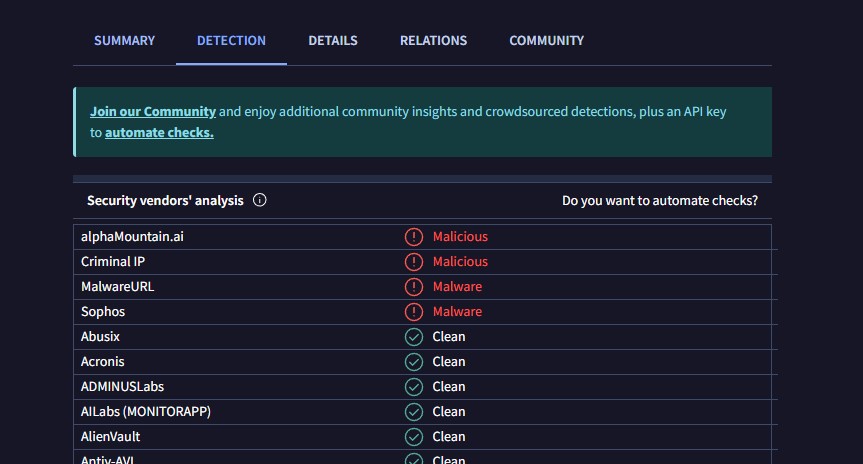 SUMMARY DETECTION DETAILS RELATIONS COMMUNITY
Join our Community and enjoy additional community insights and crowdsourced detections, plus an API key
to automate checks.
Security vendors' analysis Do you want to automate checks?
alphaMountain.ai Malicious
Criminal IP Malicious
MalwareURL Malware
Sophos Malware
Abusix Clean
Acronis Clean
ADMINUSLabs Clean
AILabs (MONITORAPP) Clean
AlienVault Clean
Antiy-AVL Clean